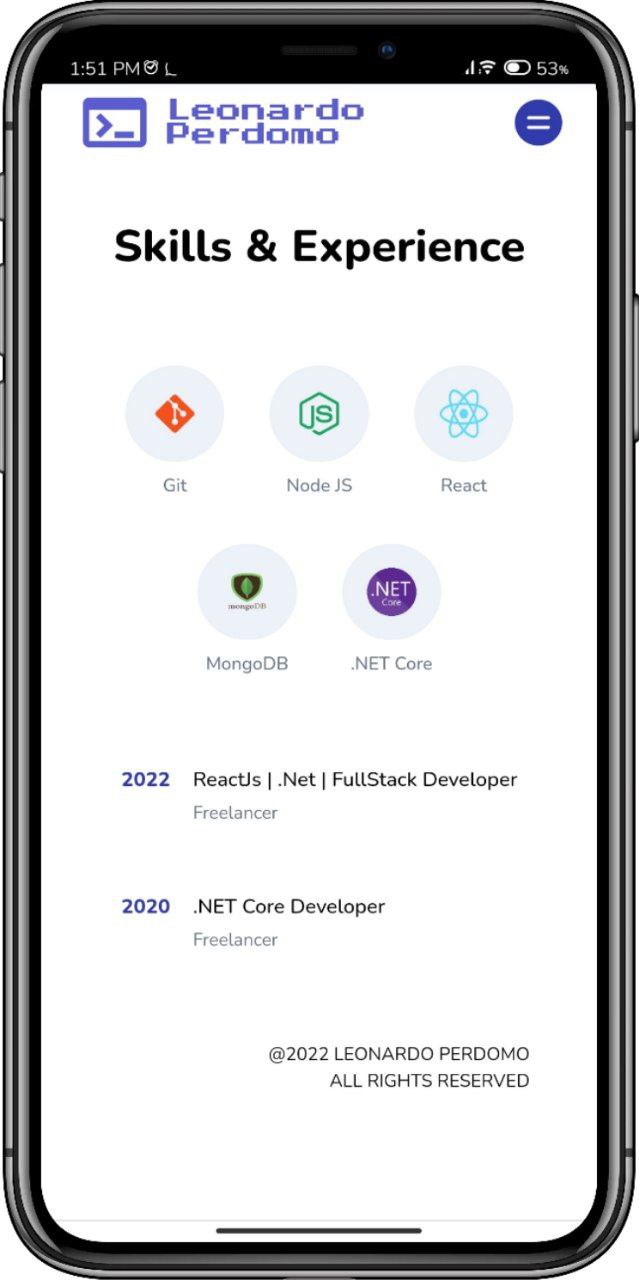 1:51 PM
53%
Leonardo
Perdomo
Skills & Experience
JS
Git
Node JS
React
mongoDB
.NET
Core
MongoDB
.NET Core
2022 ReactJs | .Net | FullStack Developer
Freelancer
2020 .NET Core Developer
Freelancer
@2022 LEONARDO PERDOMO
ALL RIGHTS RESERVED